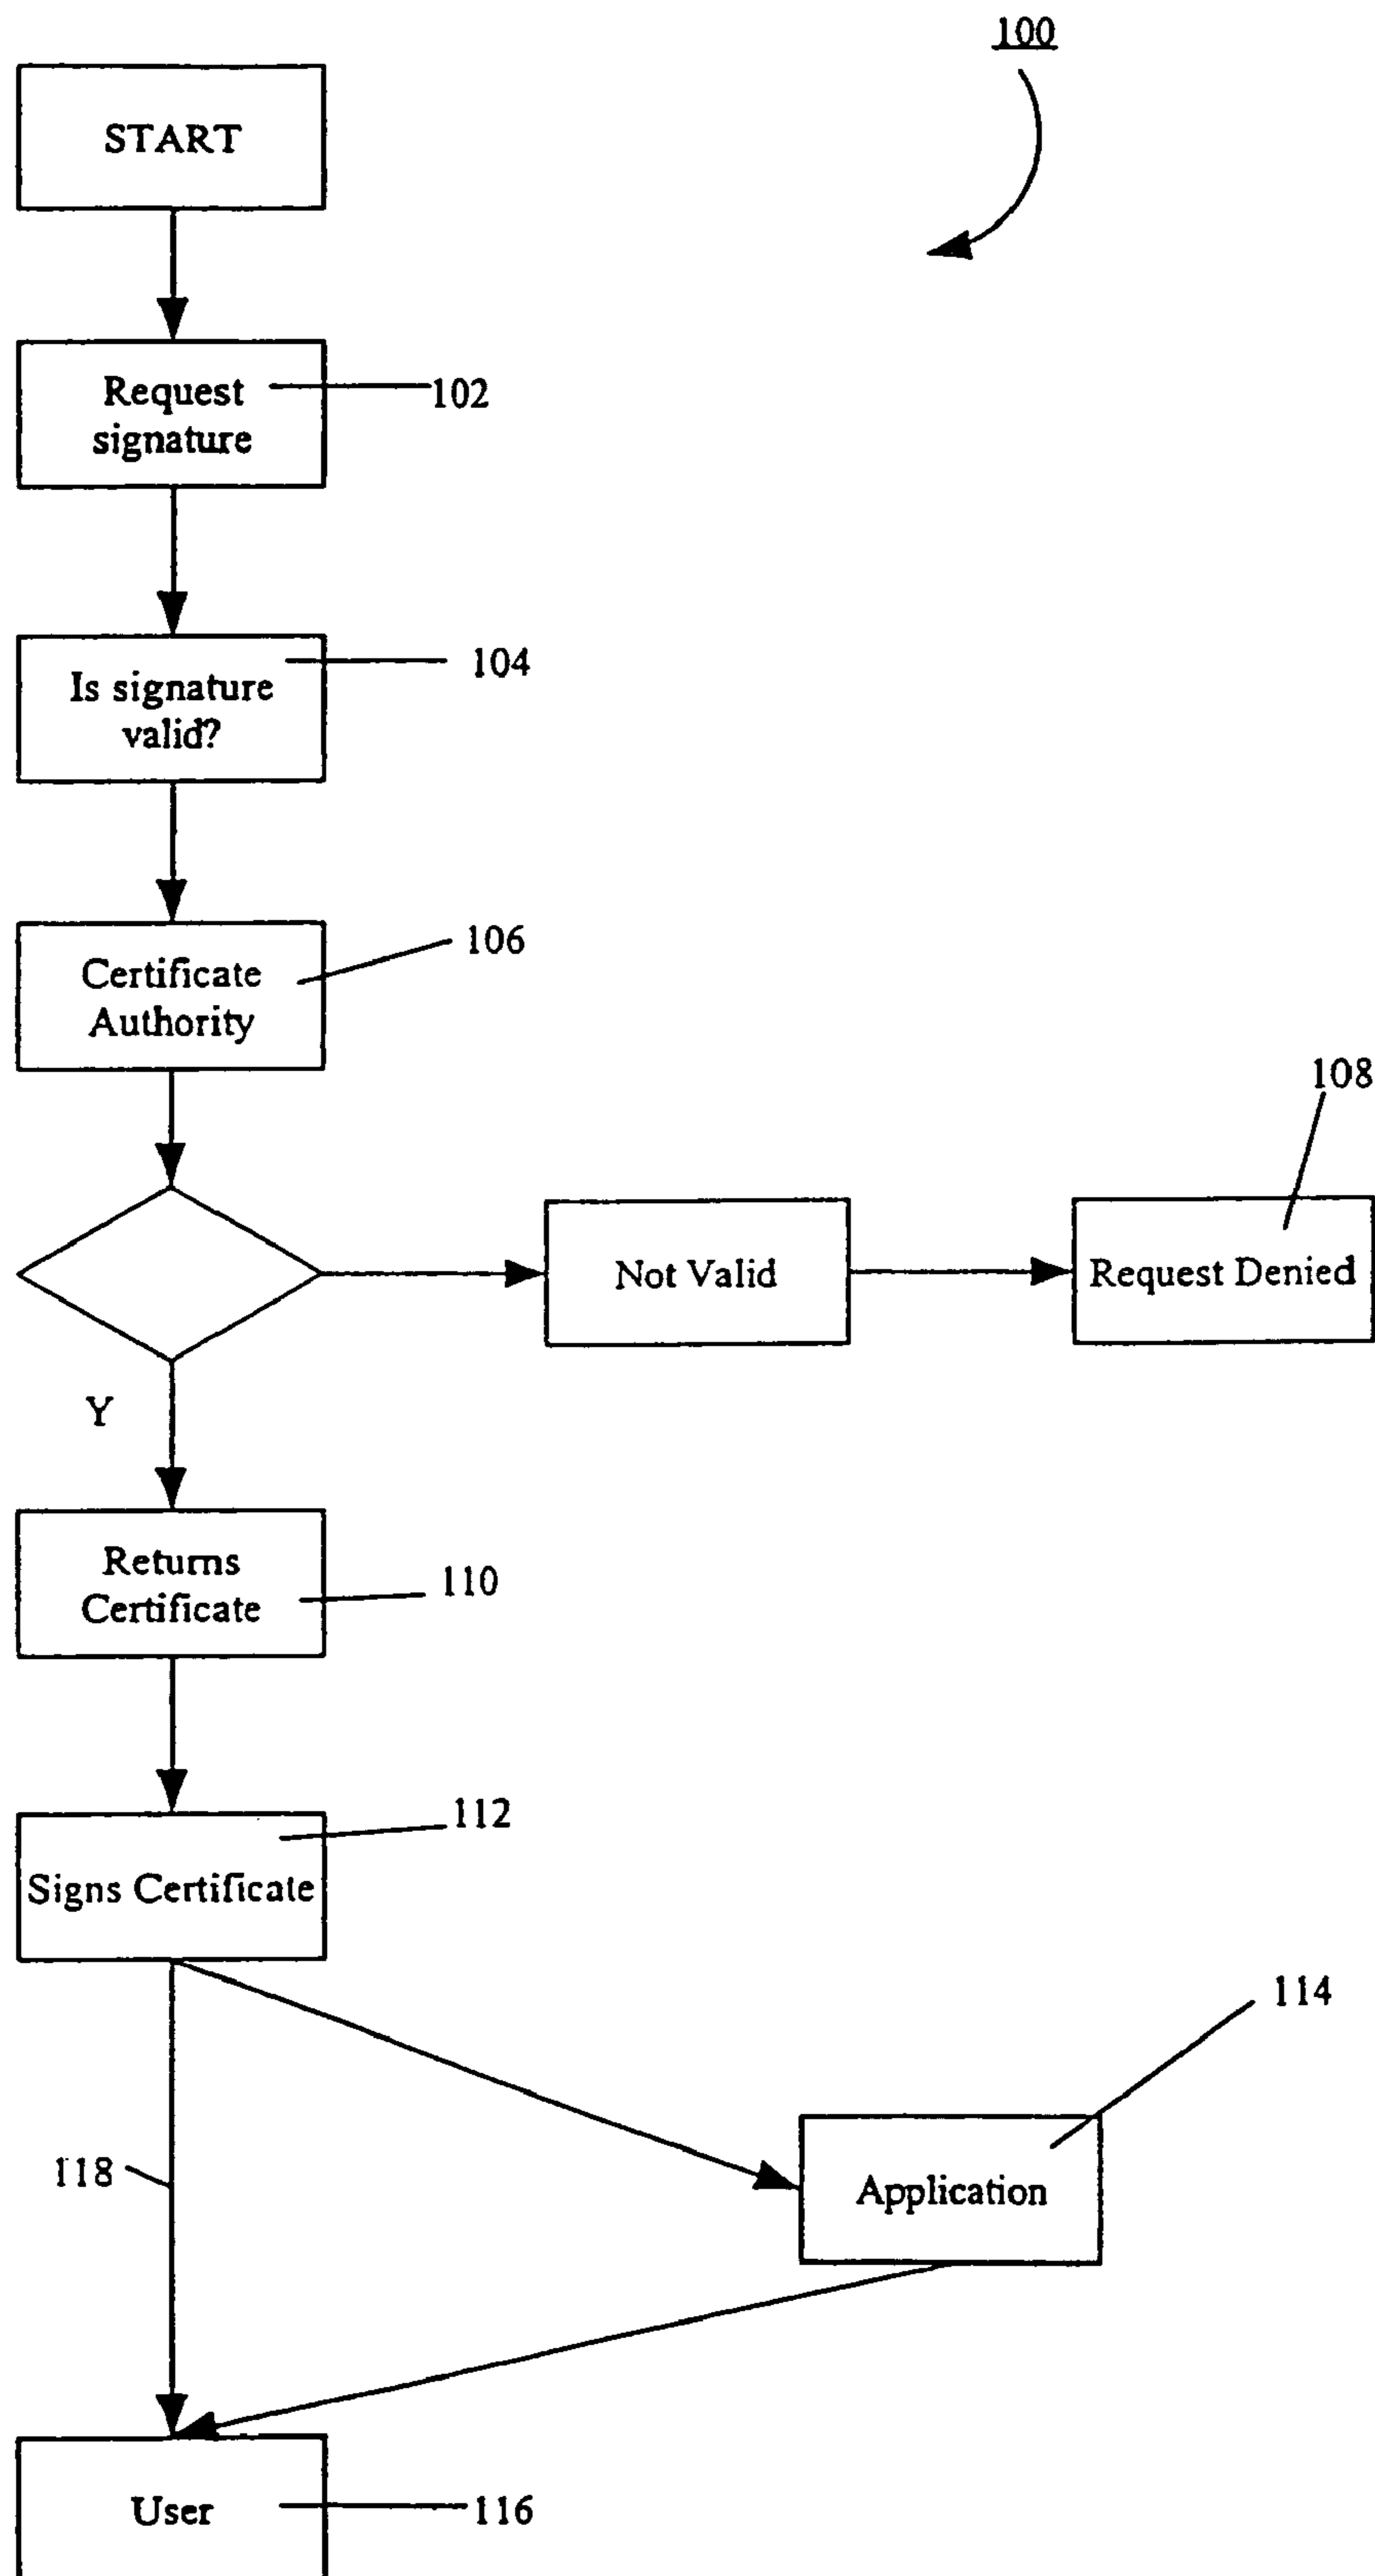 100
START
Request
signature
102
Is signature
valid?
104
Certificate
Authority
106
108
Not Valid
Request Denied
Y
Returns
Certificate
110
Signs Certificate
112
114
Application
118
User
116